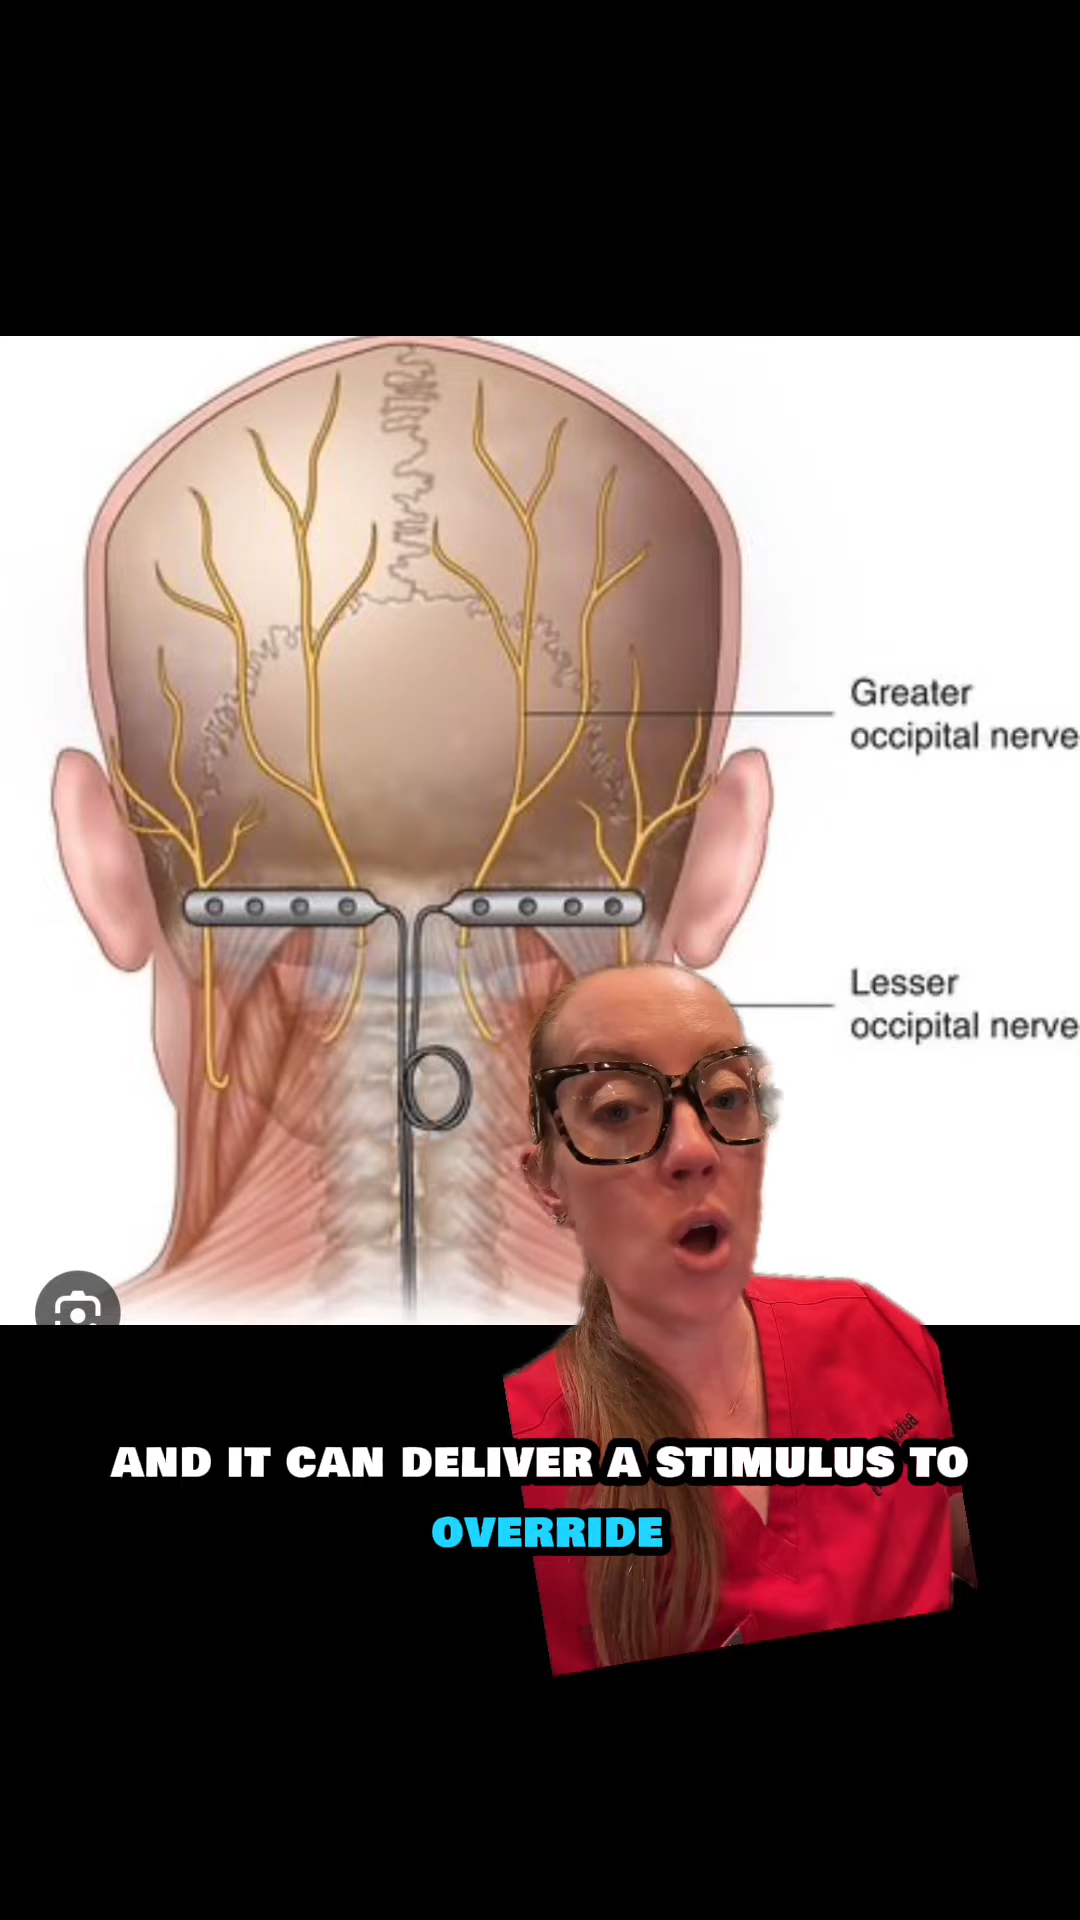 Greater
occipital nerve
Lesser
occipital nerve
AND IT CAN DELIVER A STIMULUS TO
OVERRIDE